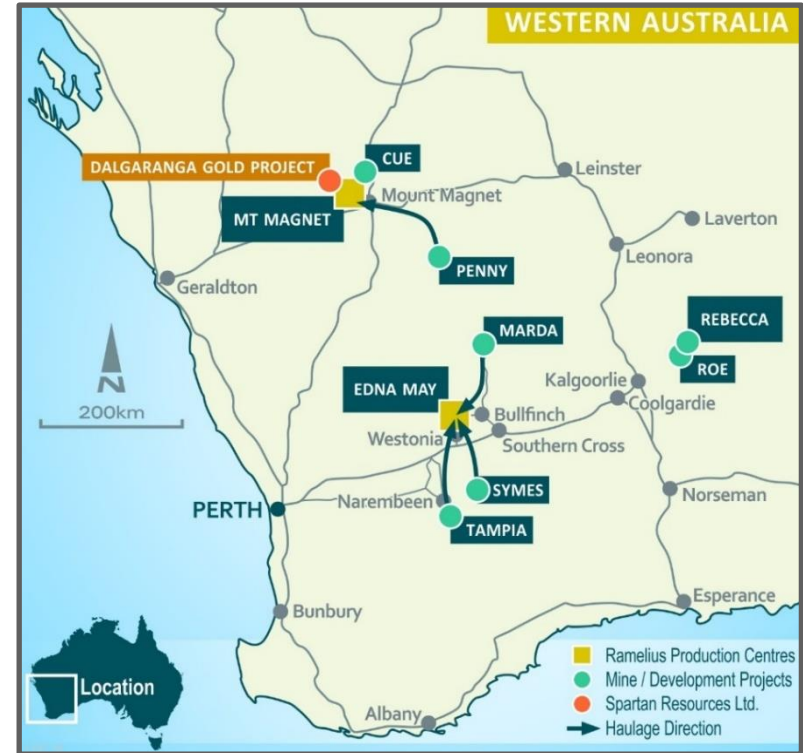 WESTERN AUSTRALIA
CUE
DALGARANGA GOLD PROJECT
Leinster
Mount Magnet
MT MAGNET
Laverton
Leonora
PENNY
Geraldton
REBECCA
MARDA
ROE
N
EDNA MAY
Kalgoorlie
Coolgardie
200km
Bullfinch
Westonia
Southern Cross
SYMES
Norseman
PERTH
Narembeen
TAMPIA
Esperance
Bunbury
Ramelius Production Centres
Mine / Development Projects
Location
Spartan Resources Ltd.
Albany
Haulage Direction